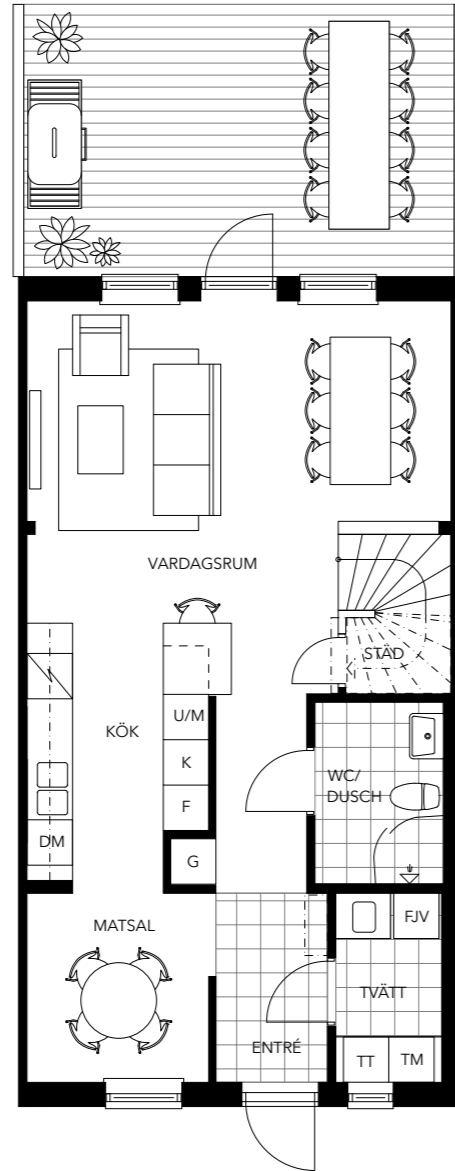 VARDAGSRUM
STÄD
U/M
KÖK
K
WC/
DUSCH
F
DM
G
FJV
MATSAL
TVÄTT
ENTRÉ
TT
TM